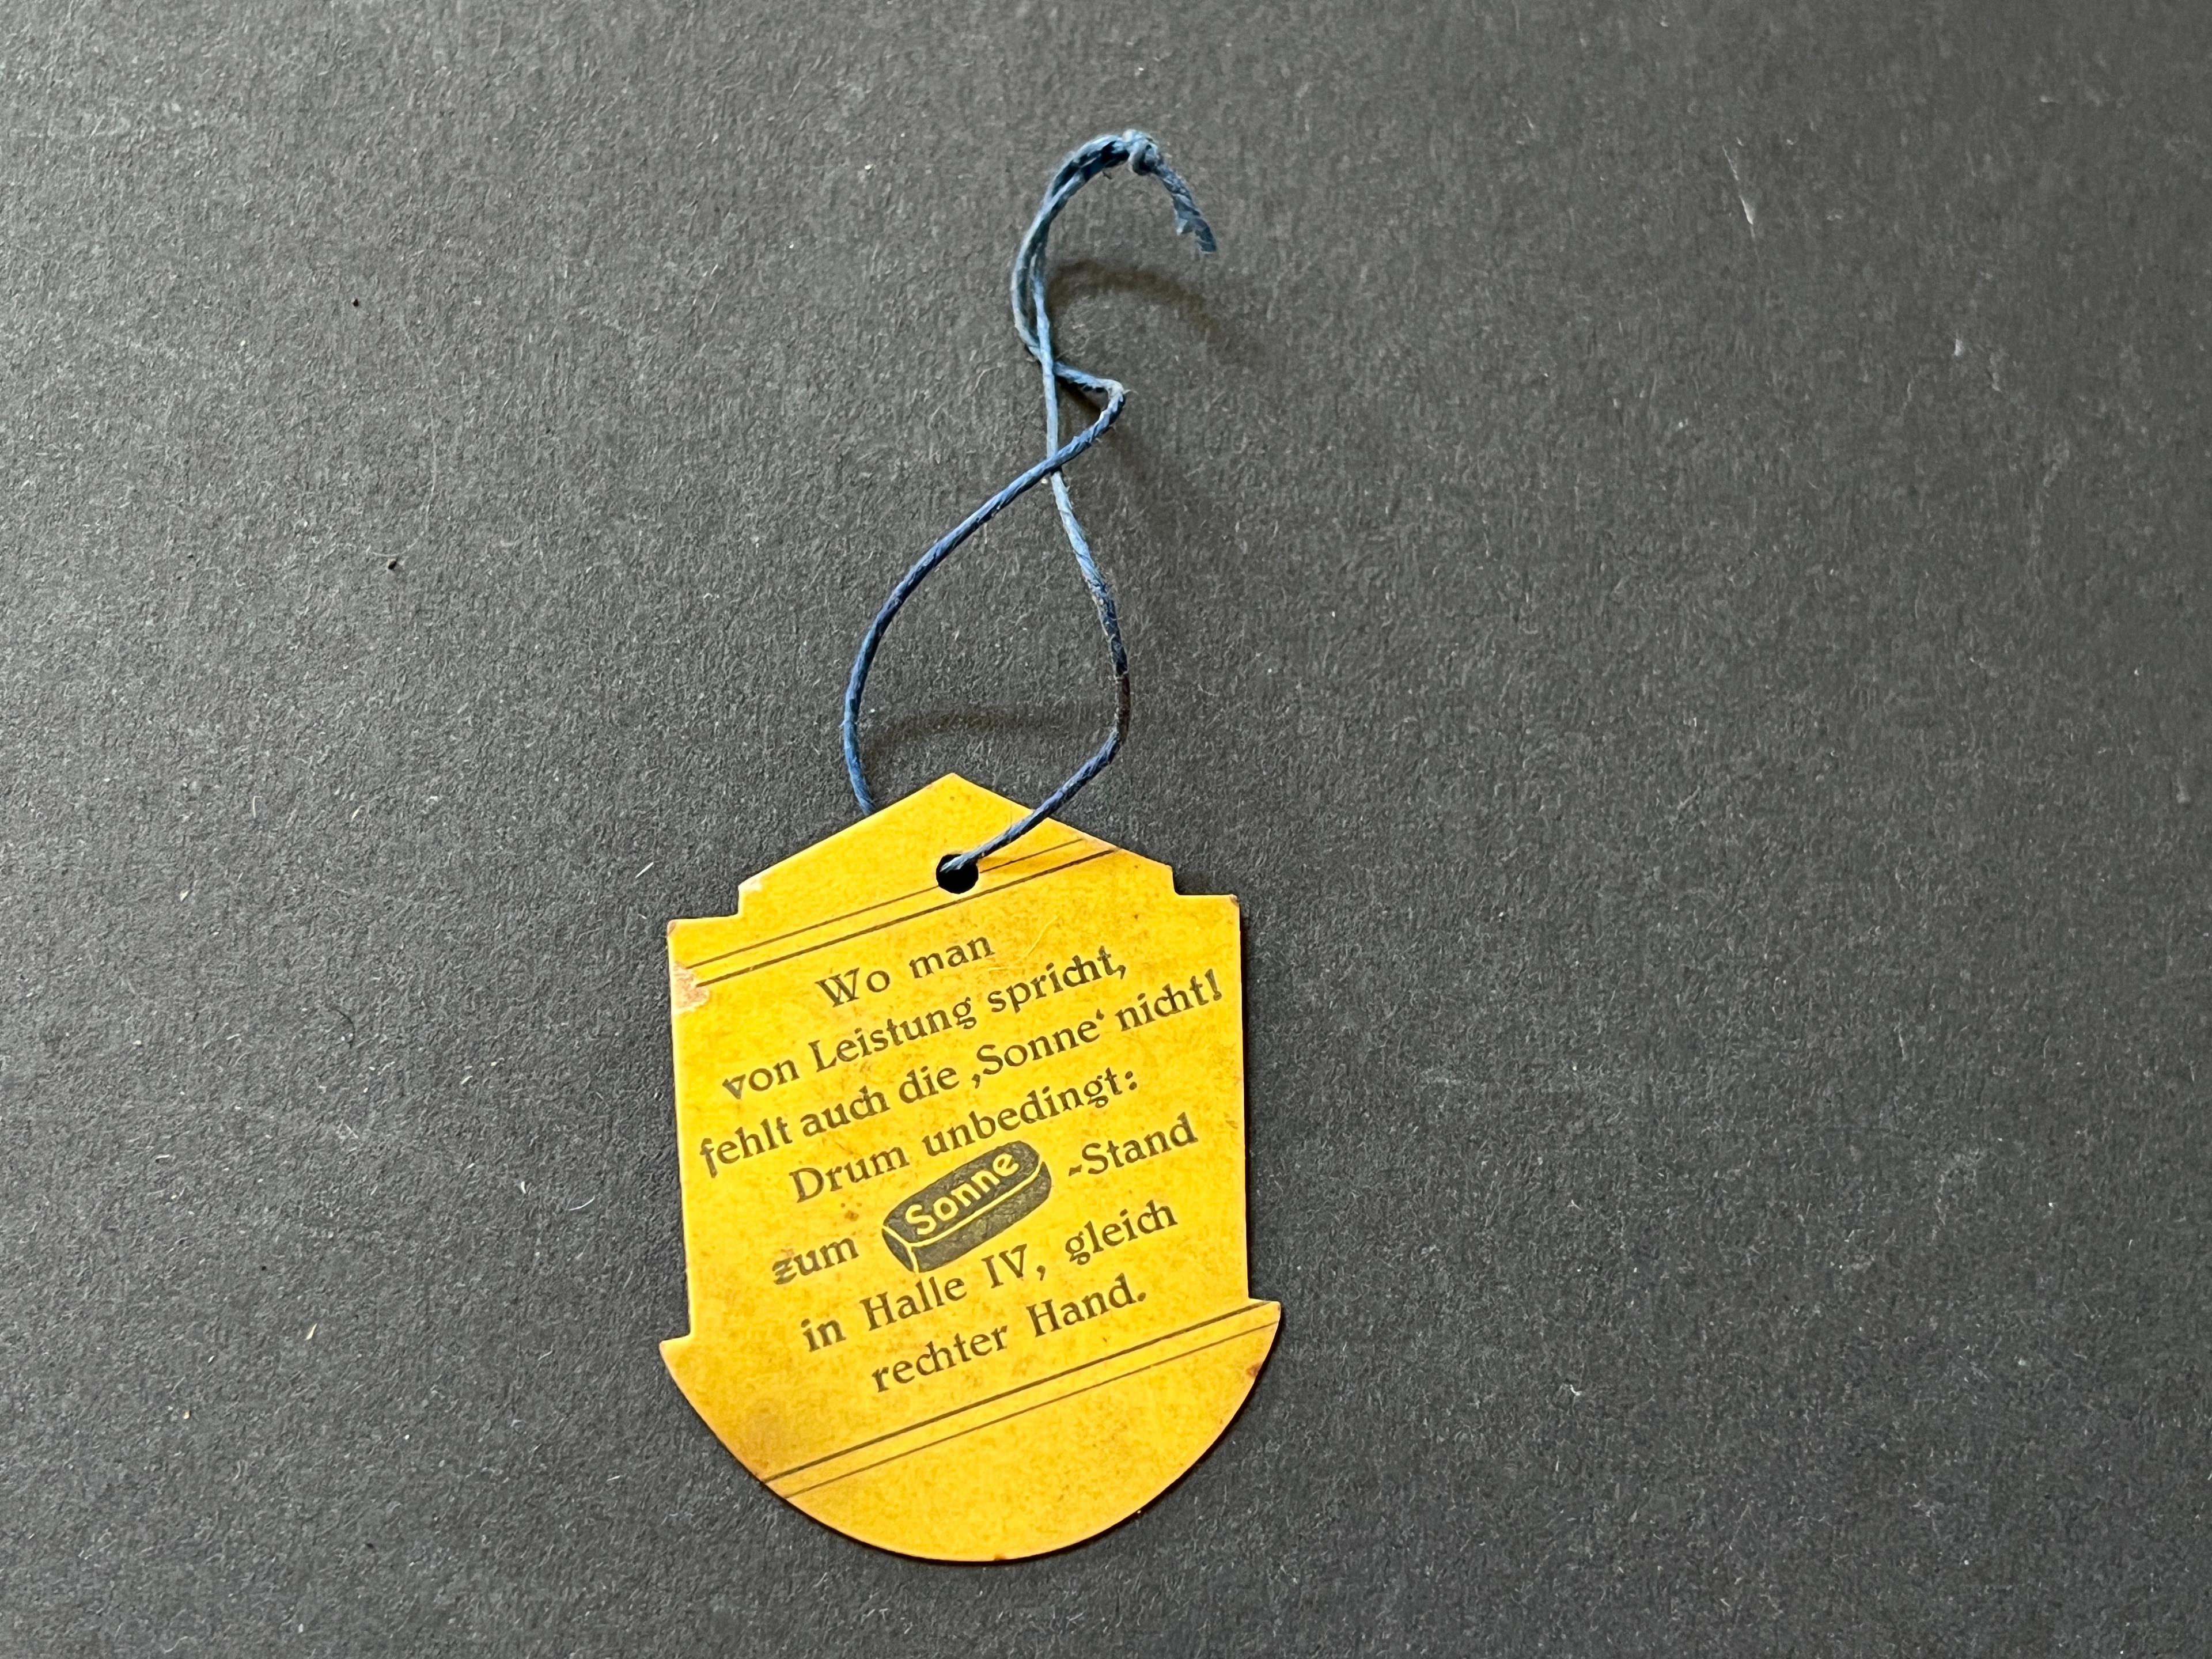 Wo man
von Leistung spricht,
fehlt auch die ‚Sonne‘ nicht!
Drum unbedingt:
zum Sonne -Stand
in Halle IV, gleich
rechter Hand.